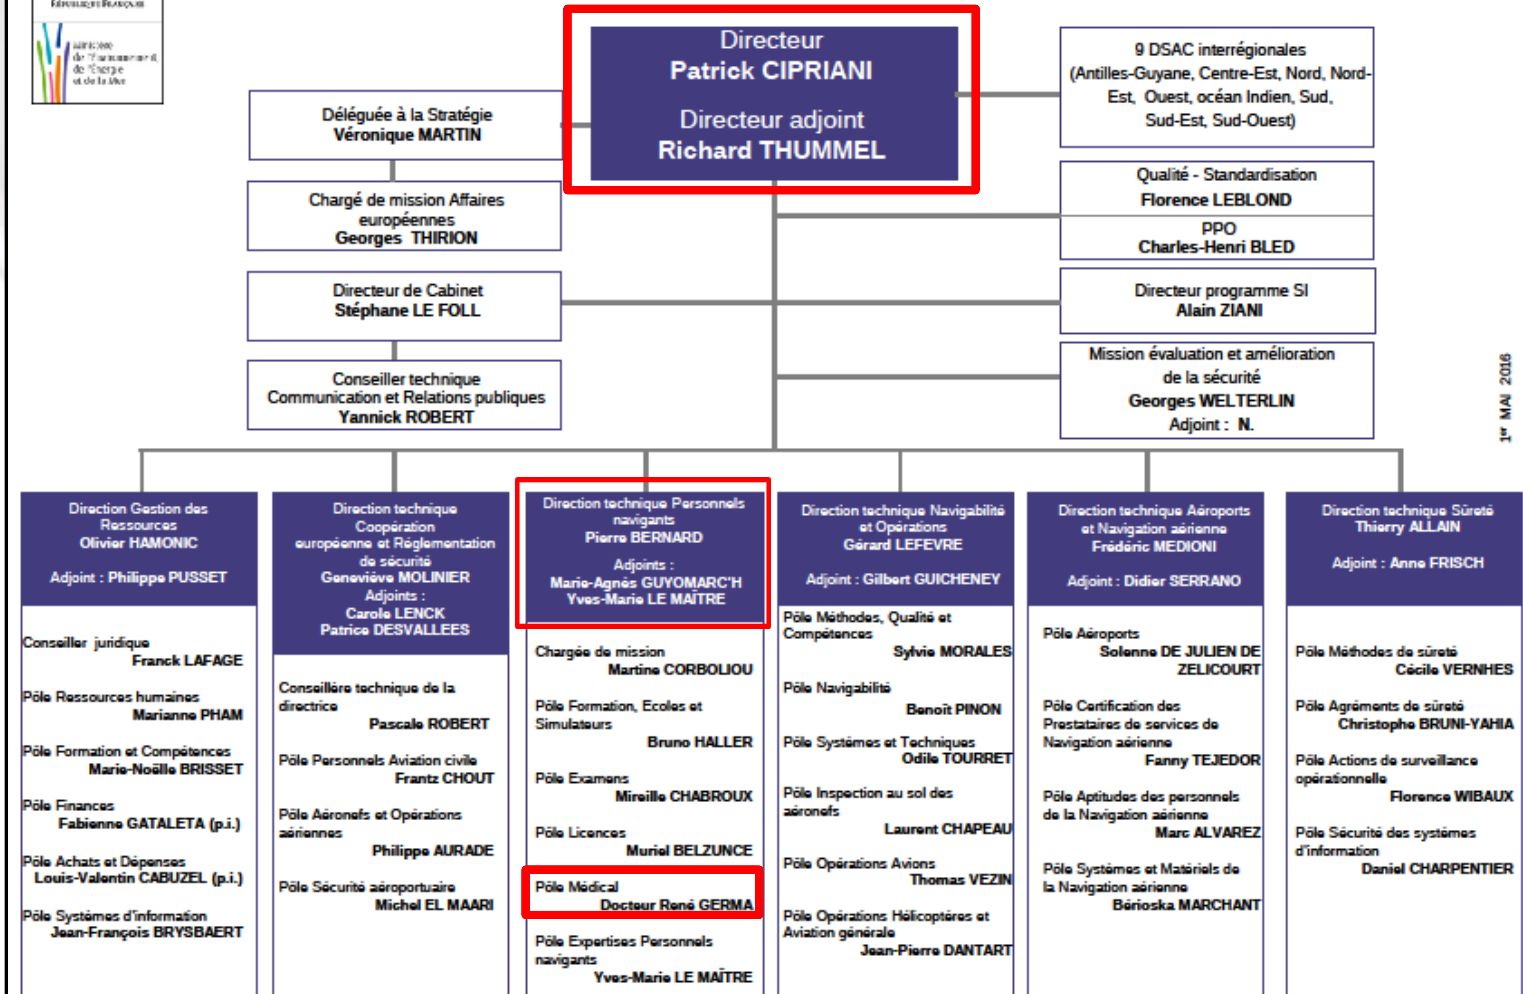 RÉPUBLIQUE FRANÇAISE
Ministère
de l'Environnement,
de l'Énergie
et de la Mer
Directeur
Patrick CIPRIANI
Directeur adjoint
Richard THUMMEL
9 DSAC interrégionales
(Antilles-Guyane, Centre-Est, Nord, Nord-
Est, Ouest, océan Indien, Sud,
Sud-Est, Sud-Ouest)
Déléguée à la Stratégie
Véronique MARTIN
Qualité - Standardisation
Florence LEBLOND
PPO
Charles-Henri BLED
Chargé de mission Affaires
européennes
Georges THIRION
Directeur de Cabinet
Stéphane LE FOLL
Directeur programme SI
Alain ZIANI
Conseiller technique
Communication et Relations publiques
Yannick ROBERT
Mission évaluation et amélioration
de la sécurité
Georges WELTERLIN
Adjoint : N.
1er MAI 2016
Direction Gestion des
Ressources
Olivier HAMONIC
Adjoint : Philippe PUSSET
Conseiller juridique
Franck LAFAGE
Pôle Ressources humaines
Marianne PHAM
Pôle Formation et Compétences
Marie-Noëlle BRISSET
Pôle Finances
Fabienne GATALETA (p.i.)
Pôle Achats et Dépenses
Louis-Valentin CABUZEL (p.i.)
Pôle Systèmes d'information
Jean-François BRYSBAERT
Direction technique
Coopération
européenne et Réglementation
de sécurité
Geneviève MOLINIER
Adjoints :
Carole LENCK
Patrice DESVALLEES
Conseillère technique de la
directrice
Pascale ROBERT
Pôle Personnels Aviation civile
Frantz CHOUT
Pôle Aéronefs et Opérations
aériennes
Philippe AURADE
Pôle Sécurité aéroportuaire
Michel EL MAARI
Direction technique Personnels
navigants
Pierre BERNARD
Adjoints :
Marie-Agnès GUYOMARC'H
Yves-Marie LE MAÎTRE
Chargée de mission
Martine CORBOLIOU
Pôle Formation, Ecoles et
Simulateurs
Bruno HALLER
Pôle Examens
Mireille CHABROUX
Pôle Licences
Muriel BELZUNCE
Pôle Médical
Docteur René GERMA
Pôle Expertises Personnels
navigants
Yves-Marie LE MAÎTRE
Direction technique Navigabilité
et Opérations
Gérard LEFEVRE
Adjoint : Gilbert GUICHENEY
Pôle Méthodes, Qualité et
Compétences
Sylvie MORALES
Pôle Navigabilité
Benoît PINON
Pôle Systèmes et Techniques
Odile TOURRET
Pôle Inspection au sol des
aéronefs
Laurent CHAPEAU
Pôle Opérations Avions
Thomas VEZIN
Pôle Opérations Hélicoptères et
Aviation générale
Jean-Pierre DANTART
Direction technique Aéroports
et Navigation aérienne
Frédéric MEDIONI
Adjoint : Didier SERRANO
Pôle Aéroports
Solenne DE JULIEN DE
ZELICOURT
Pôle Certification des
Prestataires de services de
Navigation aérienne
Fanny TEJEDOR
Pôle Aptitudes des personnels
de la Navigation aérienne
Marc ALVAREZ
Pôle Systèmes et Matériels de
la Navigation aérienne
Bérioska MARCHANT
Direction technique Sûreté
Thierry ALLAIN
Adjoint : Anne FRISCH
Pôle Méthodes de sûreté
Cécile VERNHES
Pôle Agréments de sûreté
Christophe BRUNI-YAHIA
Pôle Actions de surveillance
opérationnelle
Florence WIBAUX
Pôle Sécurité des systèmes
d'information
Daniel CHARPENTIER